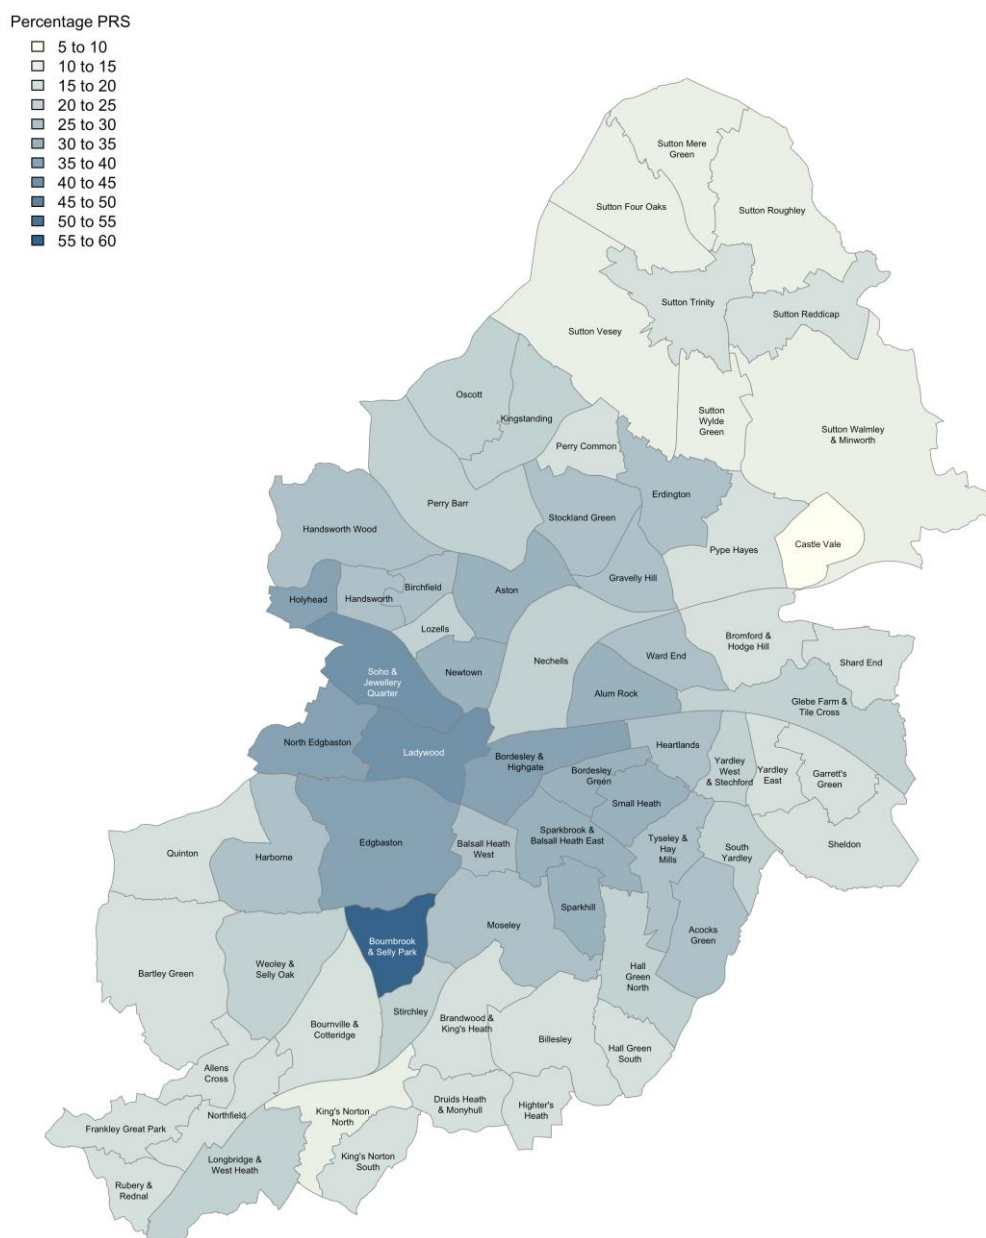 Percentage PRS
5 to 10
10 to 15
15 to 20
20 to 25
25 to 30
30 to 35
35 to 40
40 to 45
45 to 50
50 to 55
55 to 60
Sutton Mere
Green
Sutton Four Oaks
Sutton Roughley
Sutton Trinity
Sutton Reddicap
Sutton Vesey
Sutton
Wylde
Green
Sutton Walmley
& Minworth
Oscott
Kingstanding
Perry Common
Erdington
Perry Barr
Stockland Green
Handsworth Wood
Pype Hayes
Castle Vale
Gravelly Hill
Birchfield
Aston
Holyhead
Handsworth
Lozells
Bromford &
Hodge Hill
Ward End
Nechells
Shard End
Soho &
Jewellery
Quarter
Newtown
Alum Rock
Glebe Farm &
Tile Cross
North Edgbaston
Ladywood
Bordesley &
Highgate
Heartlands
Bordesley
Green
Yardley
West
& Stechford
Yardley
East
Garrett's
Green
Small Heath
Edgbaston
Balsall Heath
West
Sparkbrook &
Balsall Heath East
Tyseley &
Hay
Mills
South
Yardley
Sheldon
Quinton
Harborne
Sparkhill
Moseley
Acocks
Green
Bournbrook
& Selly Park
Bartley Green
Weoley &
Selly Oak
Hall
Green
North
Stirchley
Bournville &
Cotteridge
Brandwood &
King's Heath
Billesley
Hall Green
South
Allens
Cross
Druids Heath
& Monyhull
Highter's
Heath
King's Norton
North
Northfield
Frankley Great Park
Longbridge &
West Heath
King's Norton
South
Rubery &
Rednal